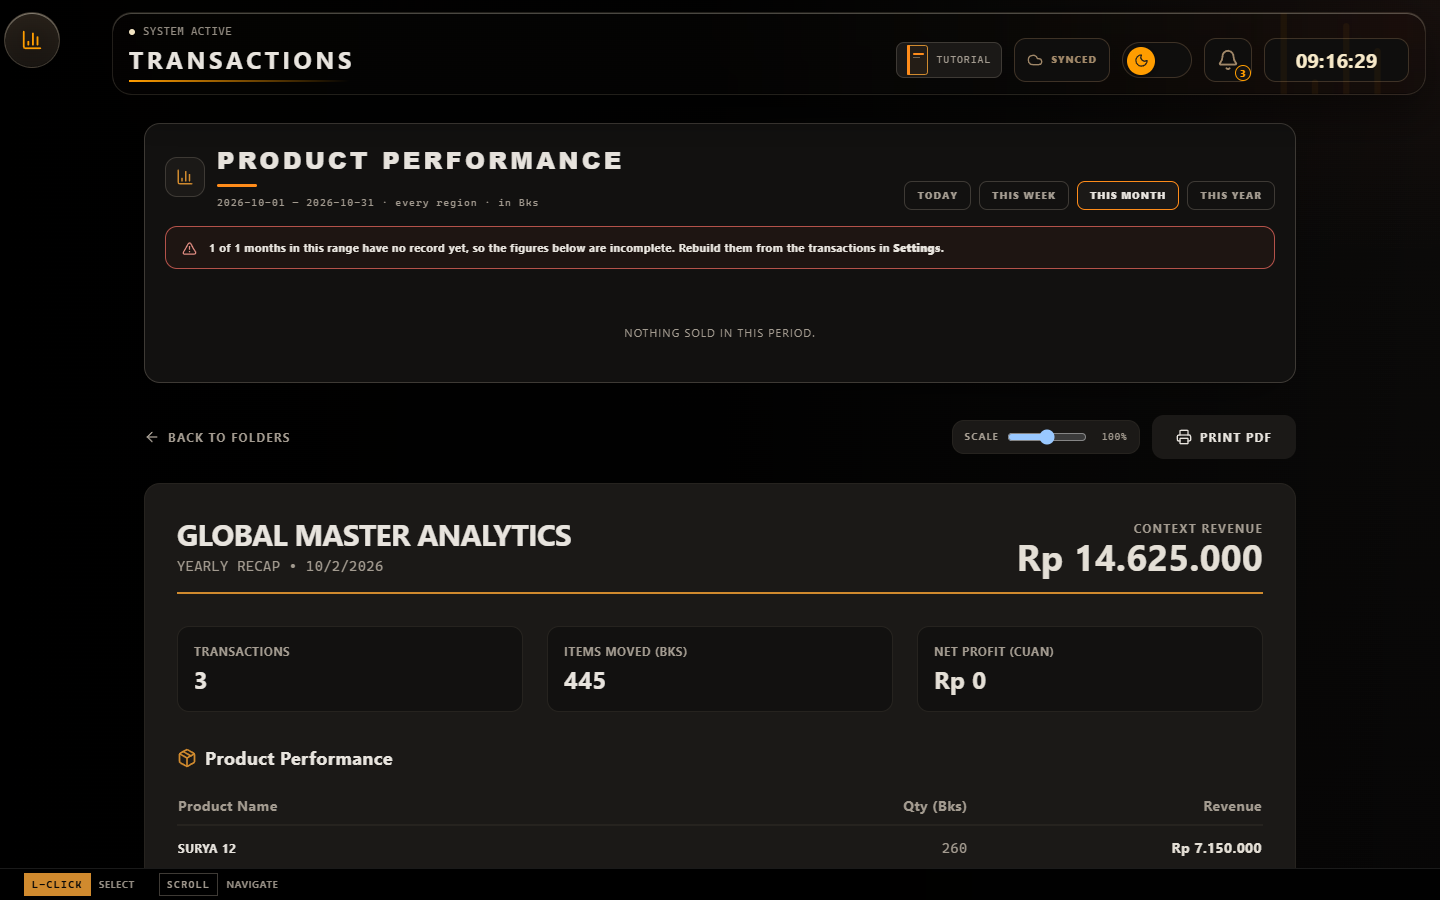 SYSTEM ACTIVE
TRANSACTIONS
TUTORIAL
SYNCED
3
09:16:29
PRODUCT PERFORMANCE
2026-10-01 — 2026-10-31 · every region · in Bks
TODAY
THIS WEEK
THIS MONTH
THIS YEAR
1 of 1 months in this range have no record yet, so the figures below are incomplete. Rebuild them from the transactions in Settings.
NOTHING SOLD IN THIS PERIOD.
BACK TO FOLDERS
SCALE
100%
PRINT PDF
GLOBAL MASTER ANALYTICS
YEARLY RECAP • 10/2/2026
CONTEXT REVENUE
Rp 14.625.000
TRANSACTIONS
3
ITEMS MOVED (BKS)
445
NET PROFIT (CUAN)
Rp 0
Product Performance
Product Name Qty (Bks) Revenue
SURYA 12 260 Rp 7.150.000
L-CLICK SELECT SCROLL NAVIGATE